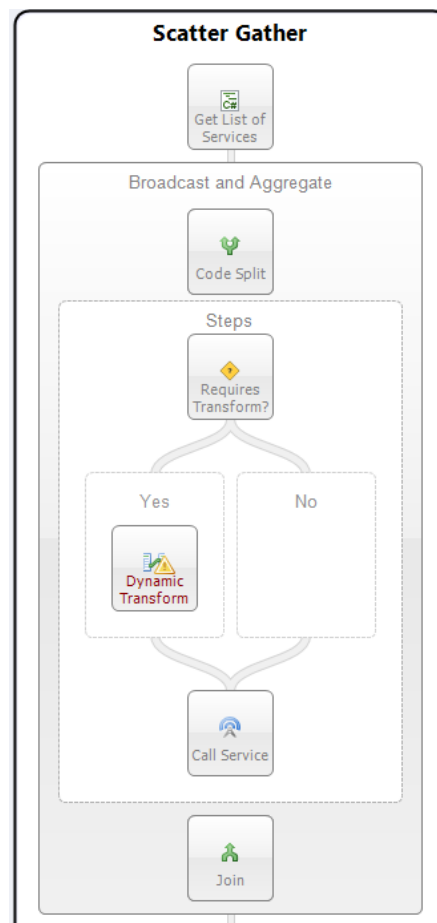 Scatter Gather
C#
Get List of
Services
Broadcast and Aggregate
Code Split
Steps
?
Requires
Transform?
Yes
No
Dynamic
Transform
Call Service
Join